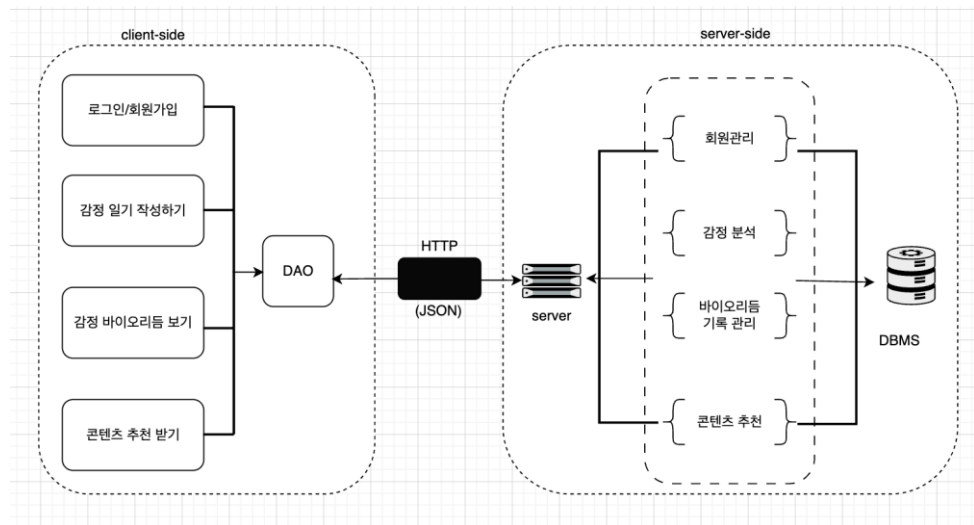 client-side
로그인/회원가입
감정 일기 작성하기
감정 바이오리듬 보기
콘텐츠 추천 받기
DAO
HTTP
(JSON)
server-side
server
회원관리
감정 분석
바이오리듬
기록 관리
콘텐츠 추천
DBMS